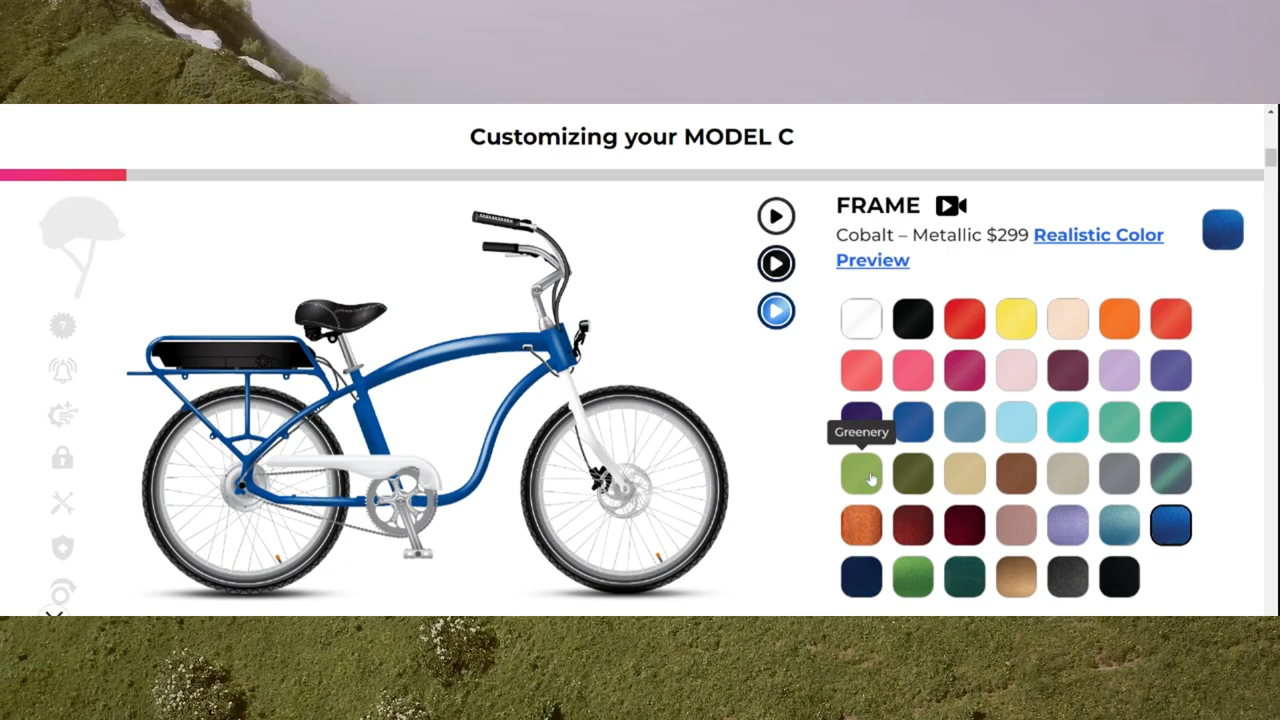 Customizing your MODEL C
FRAME
Cobalt – Metallic $299 Realistic Color
Preview
Greenery